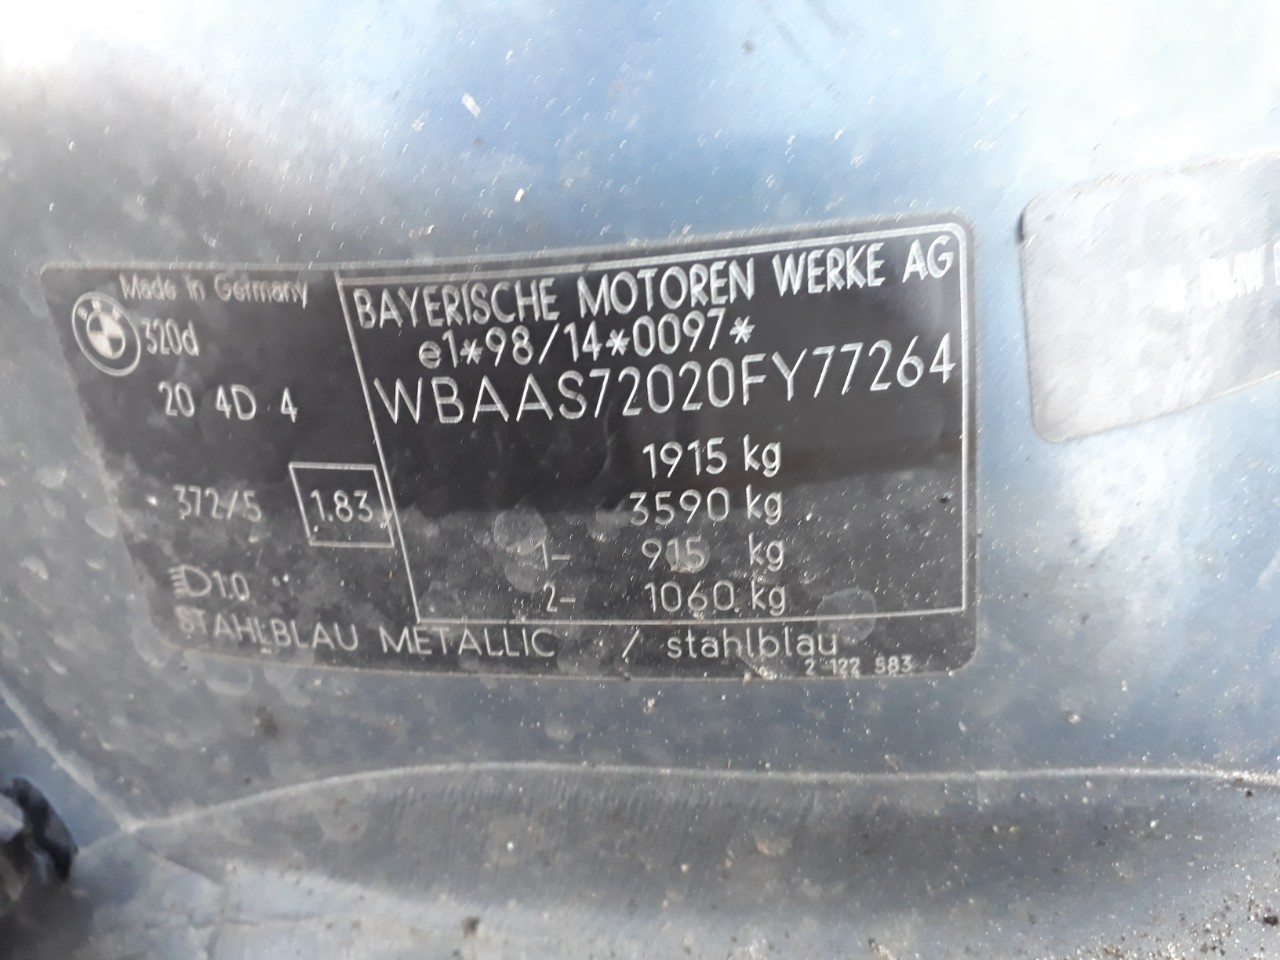 Made in Germany
320d
20 4D 4
372/5 1.83
D1.0
BAYERISCHE MOTOREN WERKE AG
e1*98/14*0097*
WBAAS72020FY77264
1915 kg
3590 kg
1- 915 kg
2- 1060 kg
STAHLBLAU METALLIC / stahlblau
2 122 583
BMW